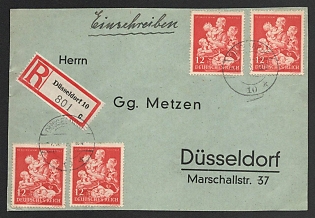 Einschreiben
12 12
DEUTSCHES REICH DEUTSCHES REICH
Herrn
R Düsseldorf 10
801 c
10 *
Gg. Metzen
Düsseldorf
Marschallstr. 37
12 12
DEUTSCHES REICH DEUTSCHES REICH